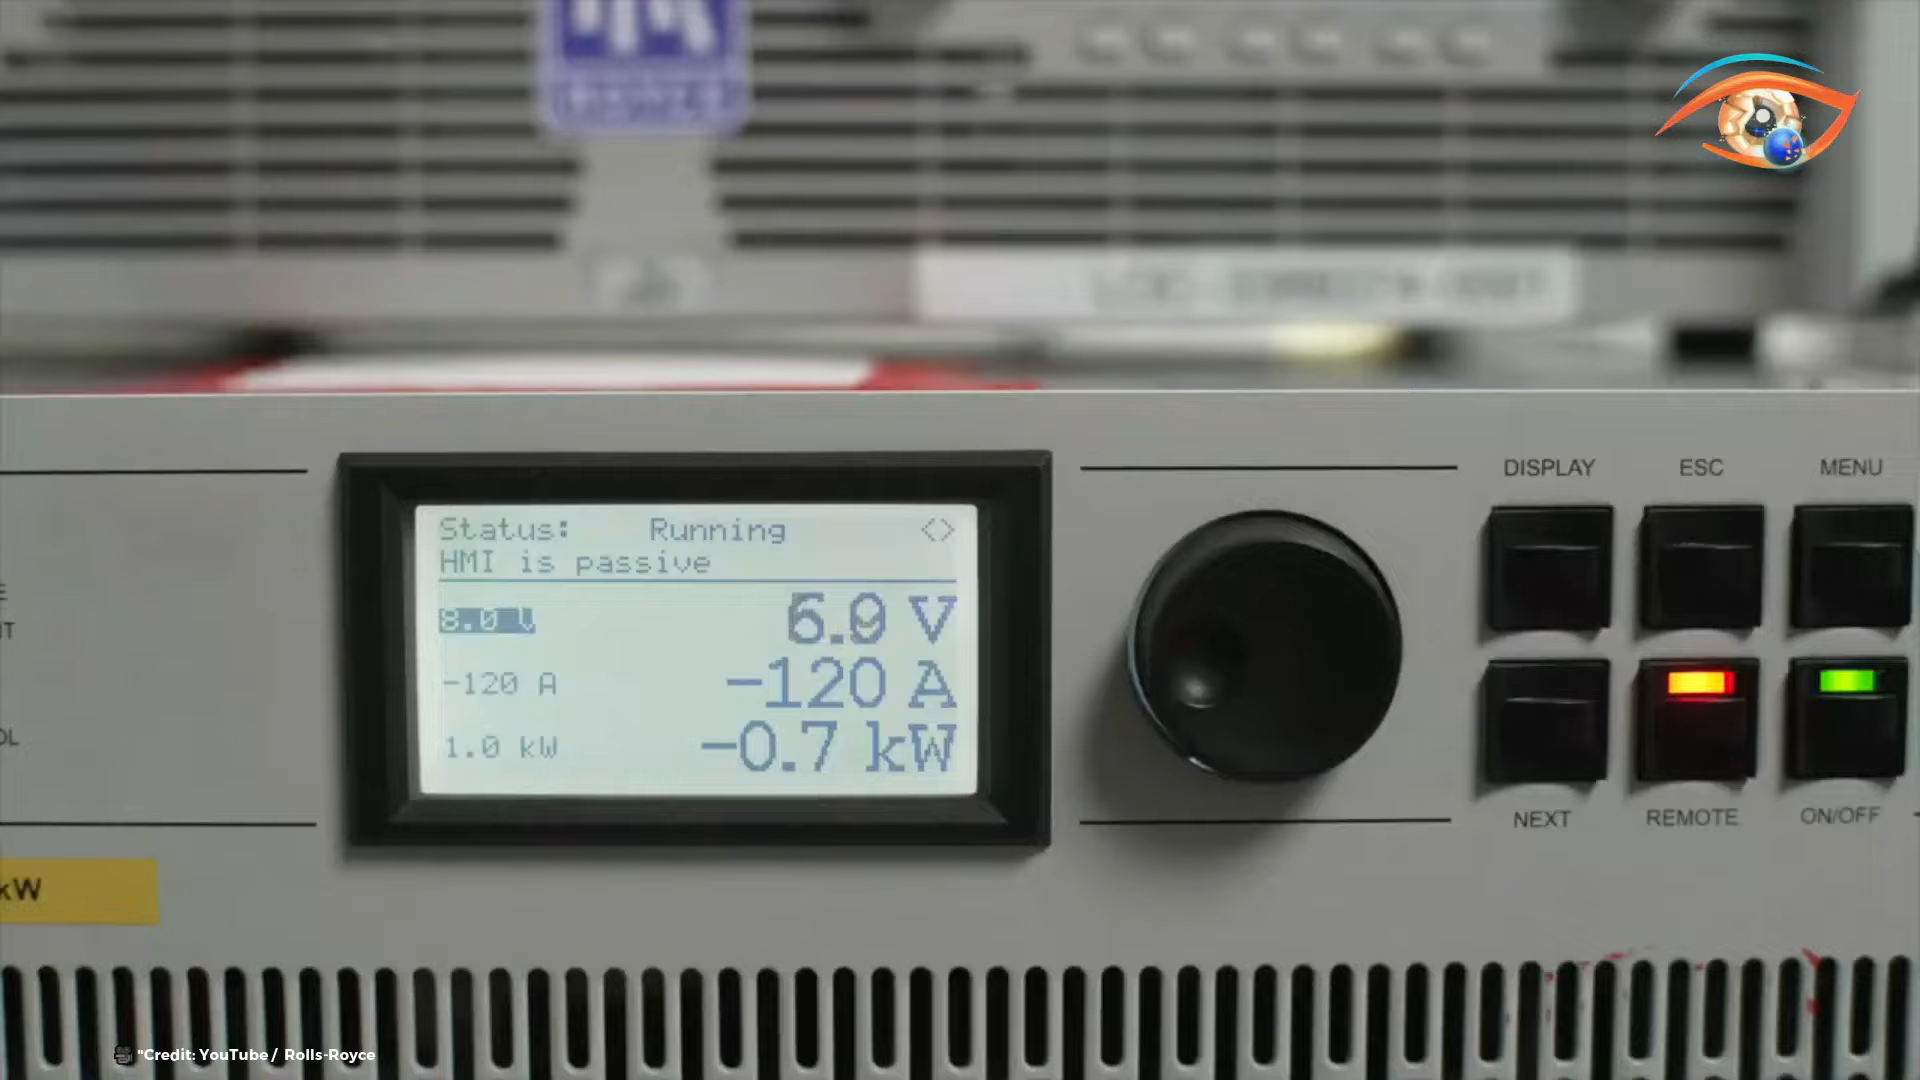 DISPLAY ESC MENU
Status: Running <>
HMI is passive
8.0 V 6.9 V
-120 A -120 A
1.0 kW -0.7 kW
NEXT REMOTE ON/OFF
kW
"Credit: YouTube / Rolls-Royce